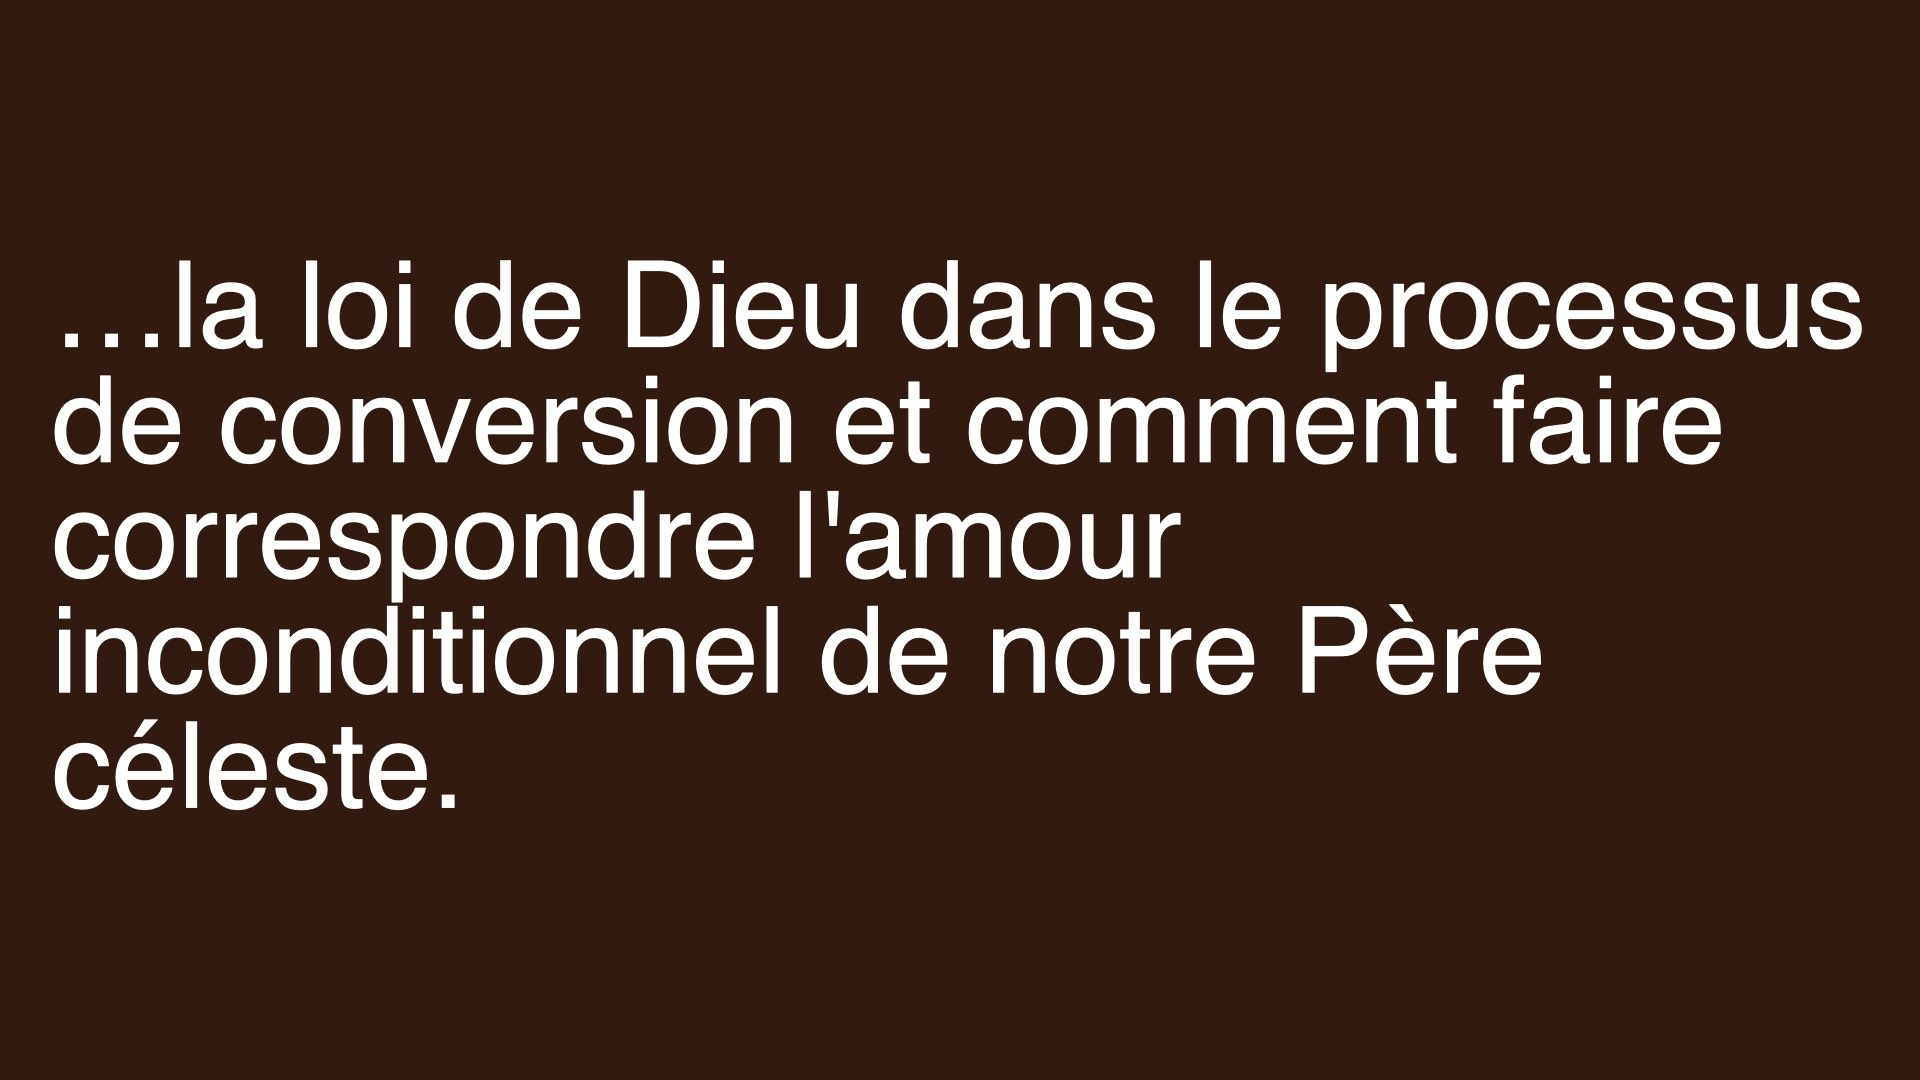 …la loi de Dieu dans le processus
de conversion et comment faire
correspondre l'amour
inconditionnel de notre Père
céleste.